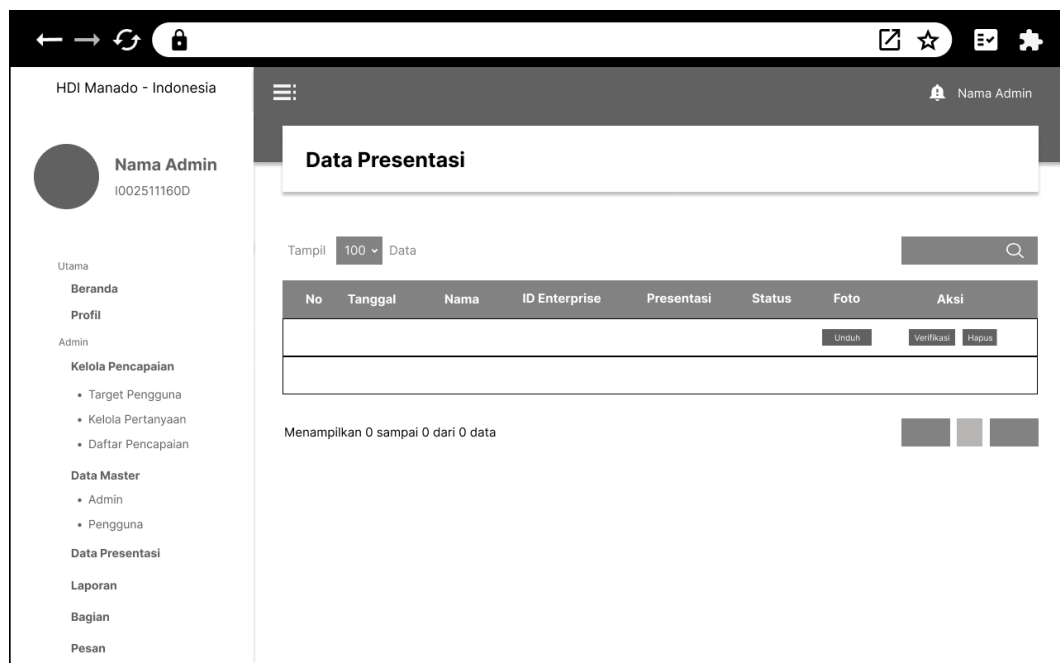 HDI Manado - Indonesia
Nama Admin
Nama Admin
I002511160D
Data Presentasi
Utama
Beranda
Profil
Admin
Kelola Pencapaian
• Target Pengguna
• Kelola Pertanyaan
• Daftar Pencapaian
Data Master
• Admin
• Pengguna
Data Presentasi
Laporan
Bagian
Pesan
Tampil 100 Data
No Tanggal Nama ID Enterprise Presentasi Status Foto Aksi
Unduh Verifikasi Hapus
Menampilkan 0 sampai 0 dari 0 data